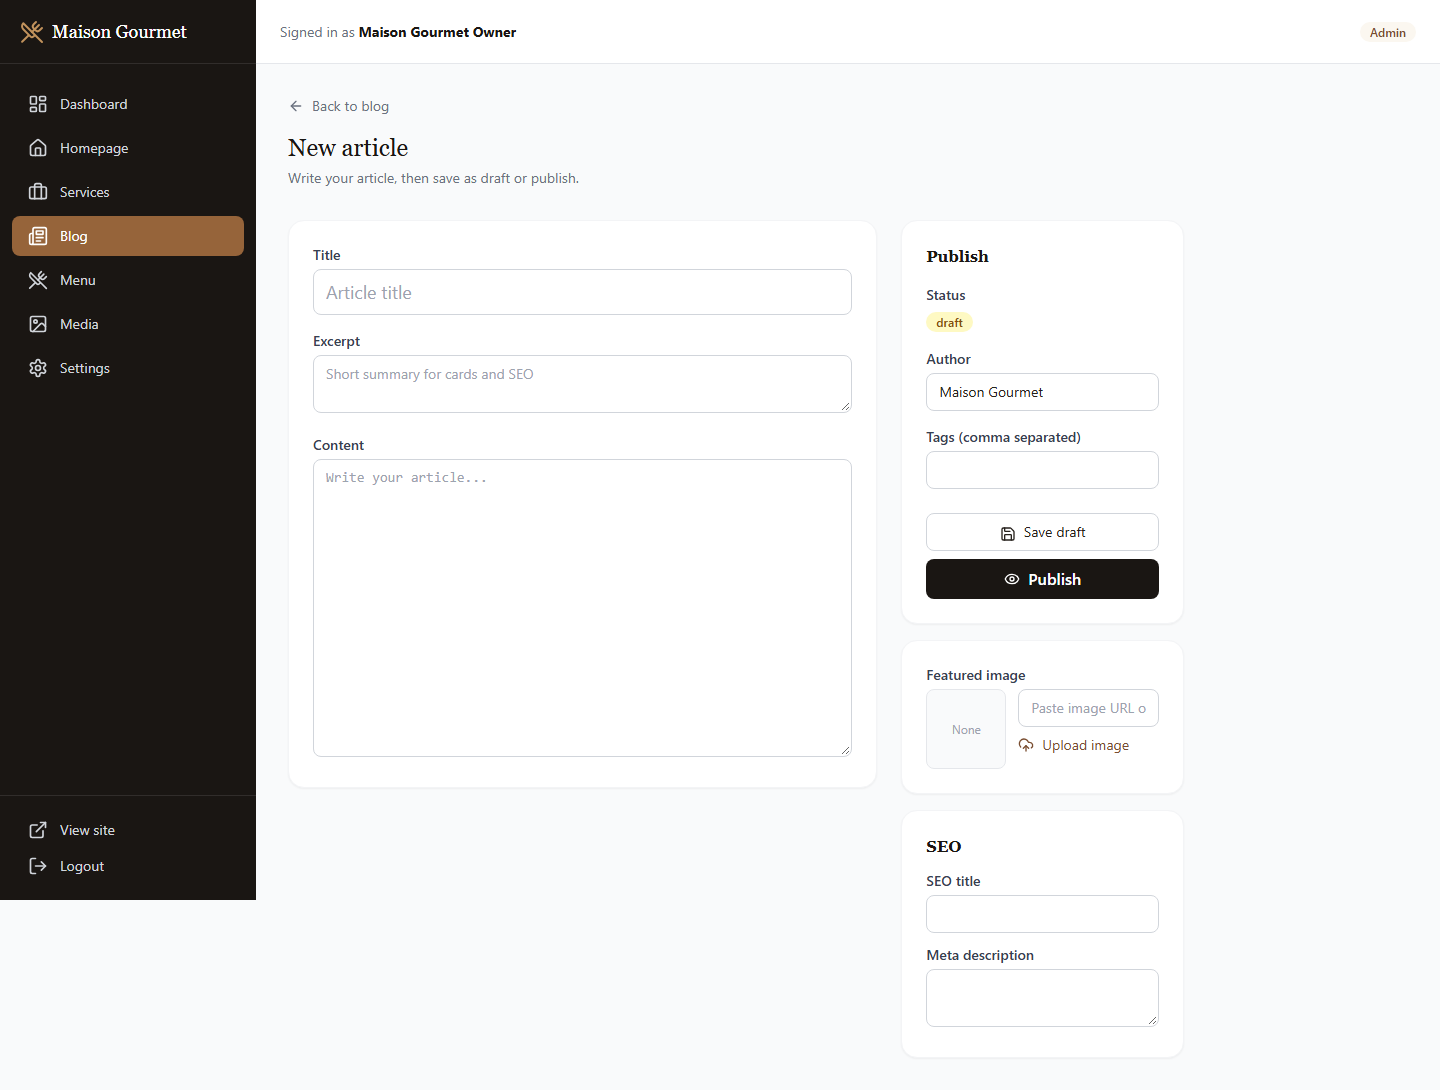 Maison Gourmet
Signed in as Maison Gourmet Owner
Admin
Dashboard
Homepage
Services
Blog
Menu
Media
Settings
View site
Logout
Back to blog
New article
Write your article, then save as draft or publish.
Title
Article title
Excerpt
Short summary for cards and SEO
Content
Write your article...
Publish
Status
draft
Author
Maison Gourmet
Tags (comma separated)
Save draft
Publish
Featured image
None
Paste image URL o
Upload image
SEO
SEO title
Meta description